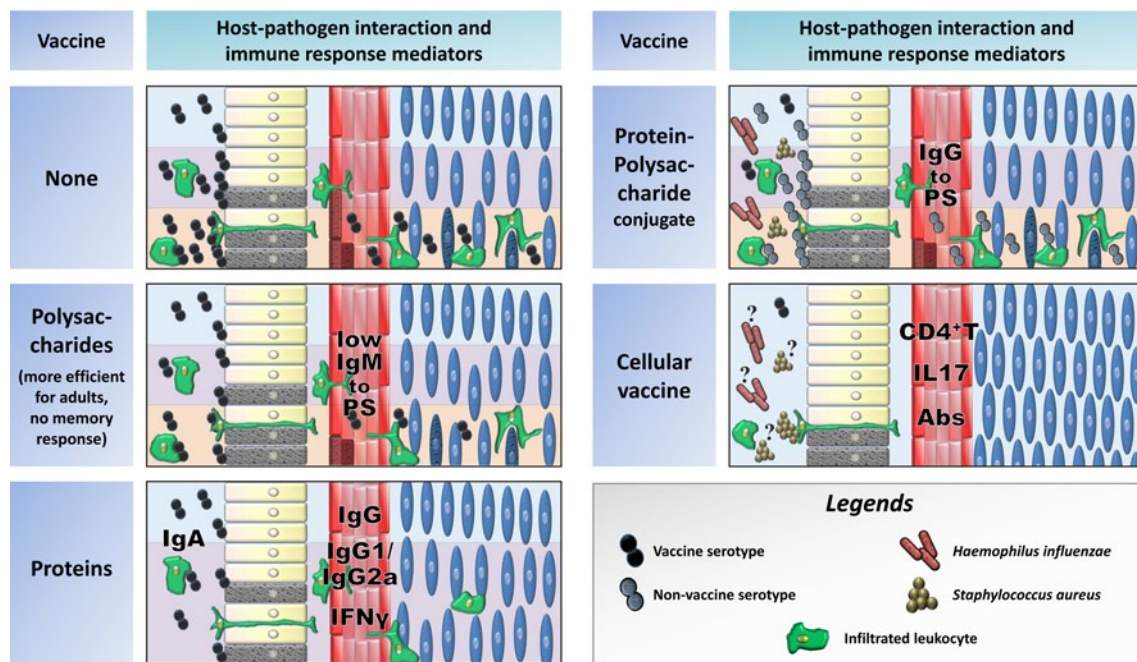 Vaccine
Host-pathogen interaction and
immune response mediators
None
Polysac-
charides
(more efficient
for adults,
no memory
response)
low
IgM
to
PS
Proteins
IgA
IgG
IgG1/
IgG2a
IFNγ
Vaccine
Host-pathogen interaction and
immune response mediators
Protein-
Polysac-
charide
conjugate
IgG
to
PS
Cellular
vaccine
?
?
?
?
CD4⁺T
IL17
Abs
Legends
Vaccine serotype
Haemophilus influenzae
Non-vaccine serotype
Staphylococcus aureus
Infiltrated leukocyte